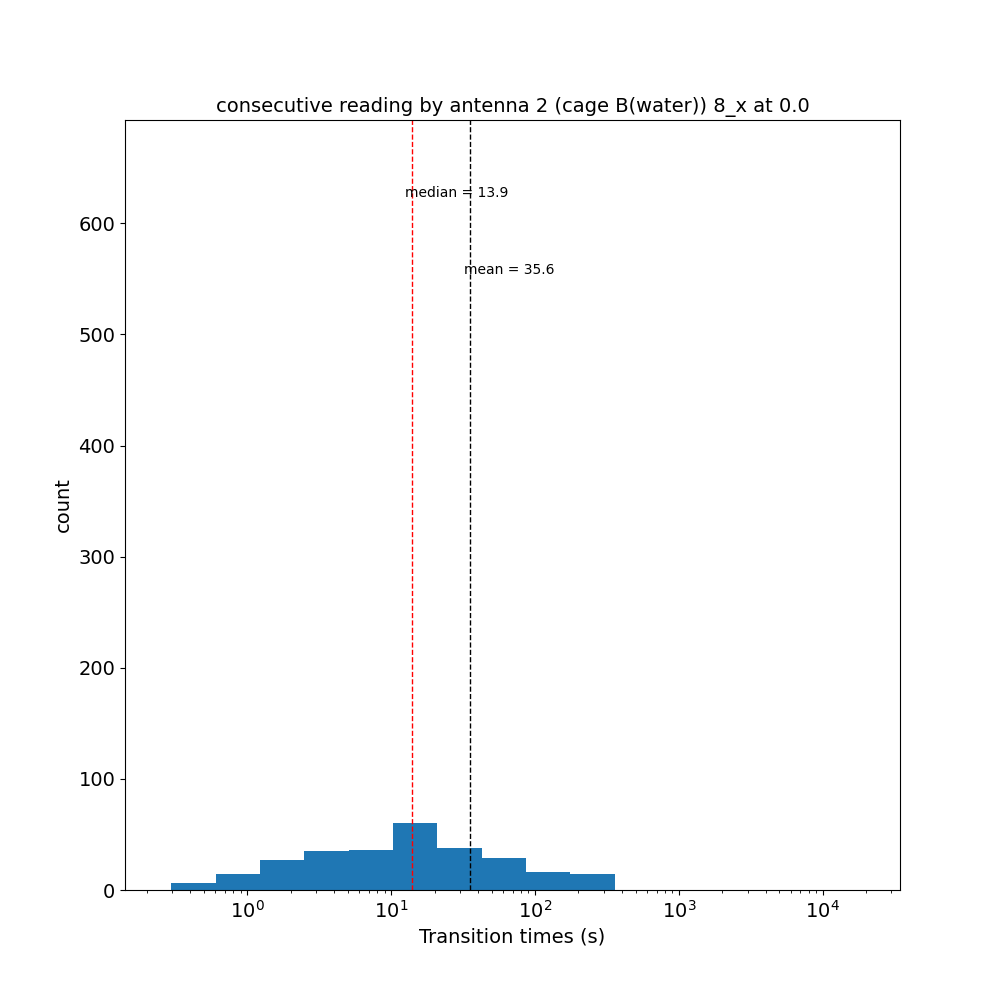 consecutive reading by antenna 2 (cage B(water)) 8_x at 0.0
median = 13.9
mean = 35.6
600
500
400
300
200
100
0
count
10⁰ 10¹ 10² 10³ 10⁴
Transition times (s)